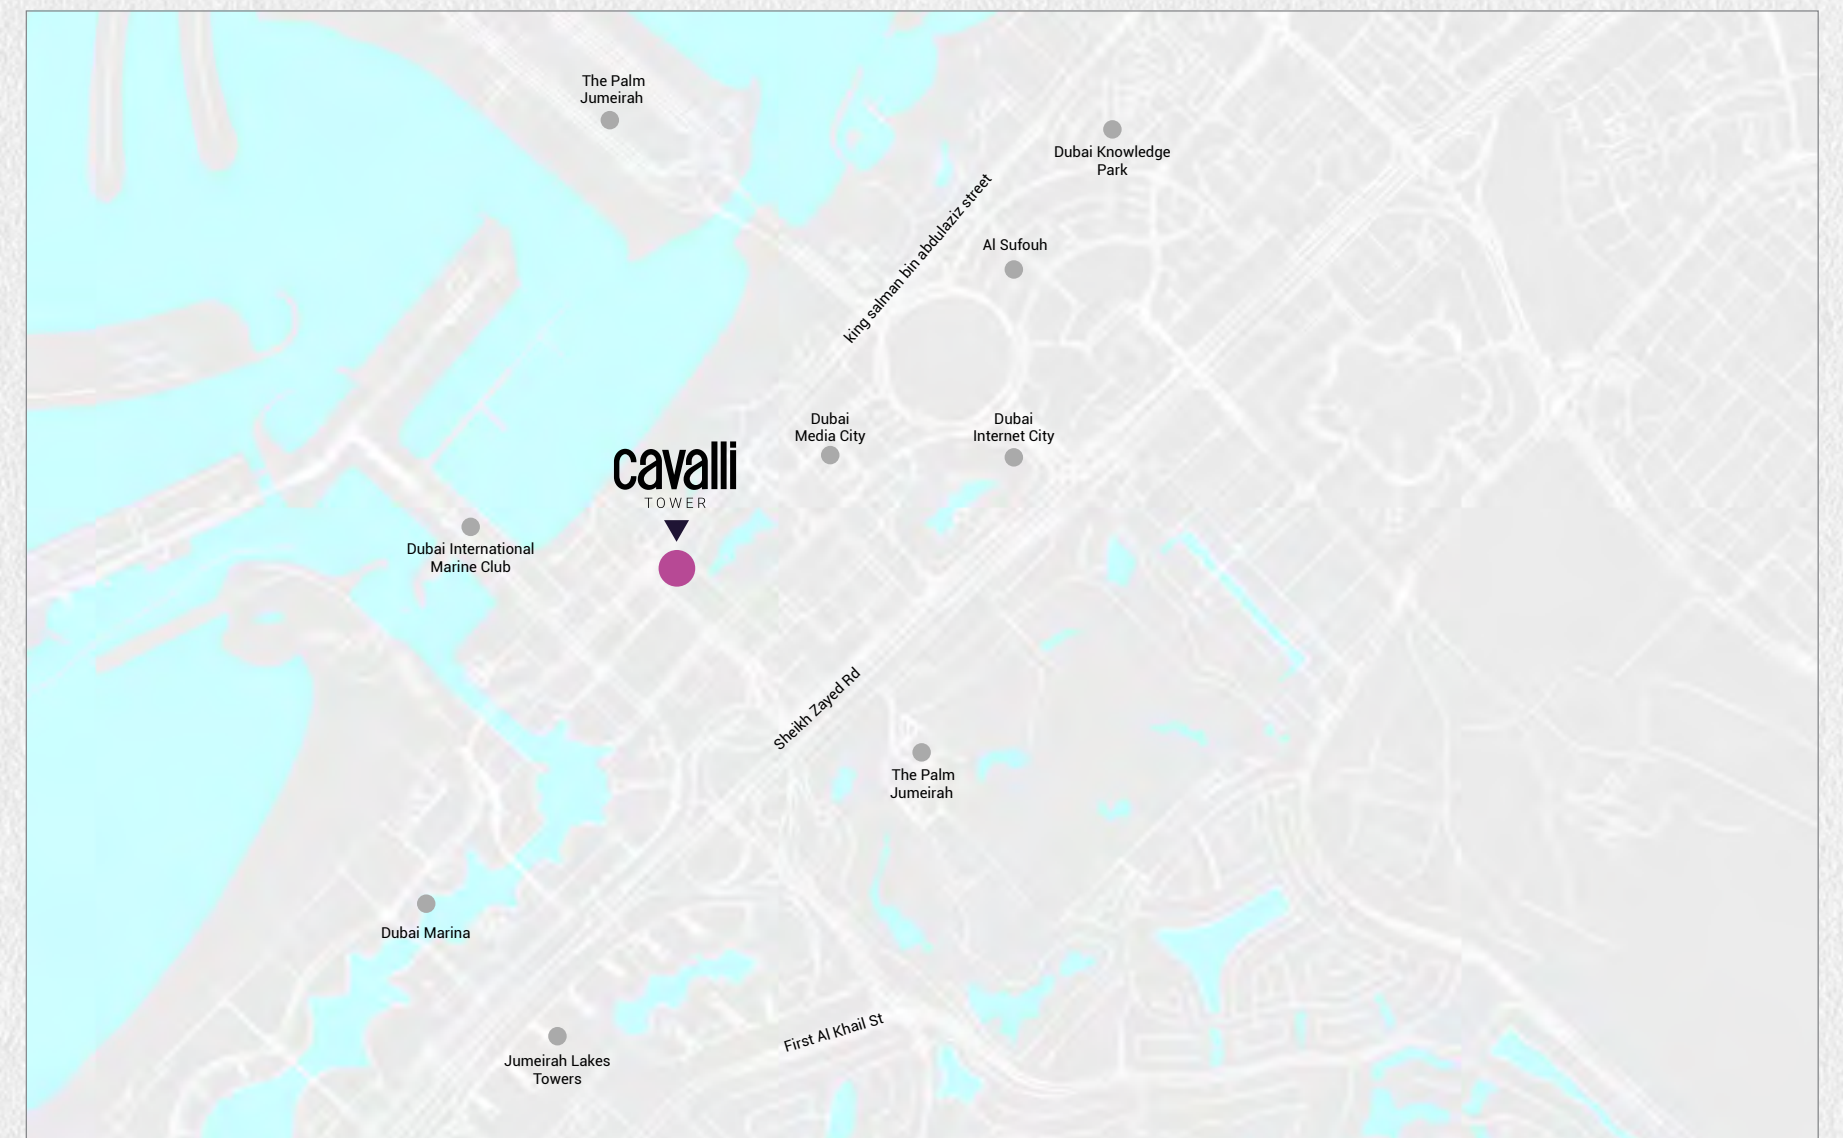 The Palm
Jumeirah
Dubai Knowledge
Park
king salman bin abdulaziz street
Al Sufouh
Dubai
Media City
Dubai
Internet City
cavalli
TOWER
Dubai International
Marine Club
Sheikh Zayed Rd
The Palm
Jumeirah
Dubai Marina
First Al Khail St
Jumeirah Lakes
Towers